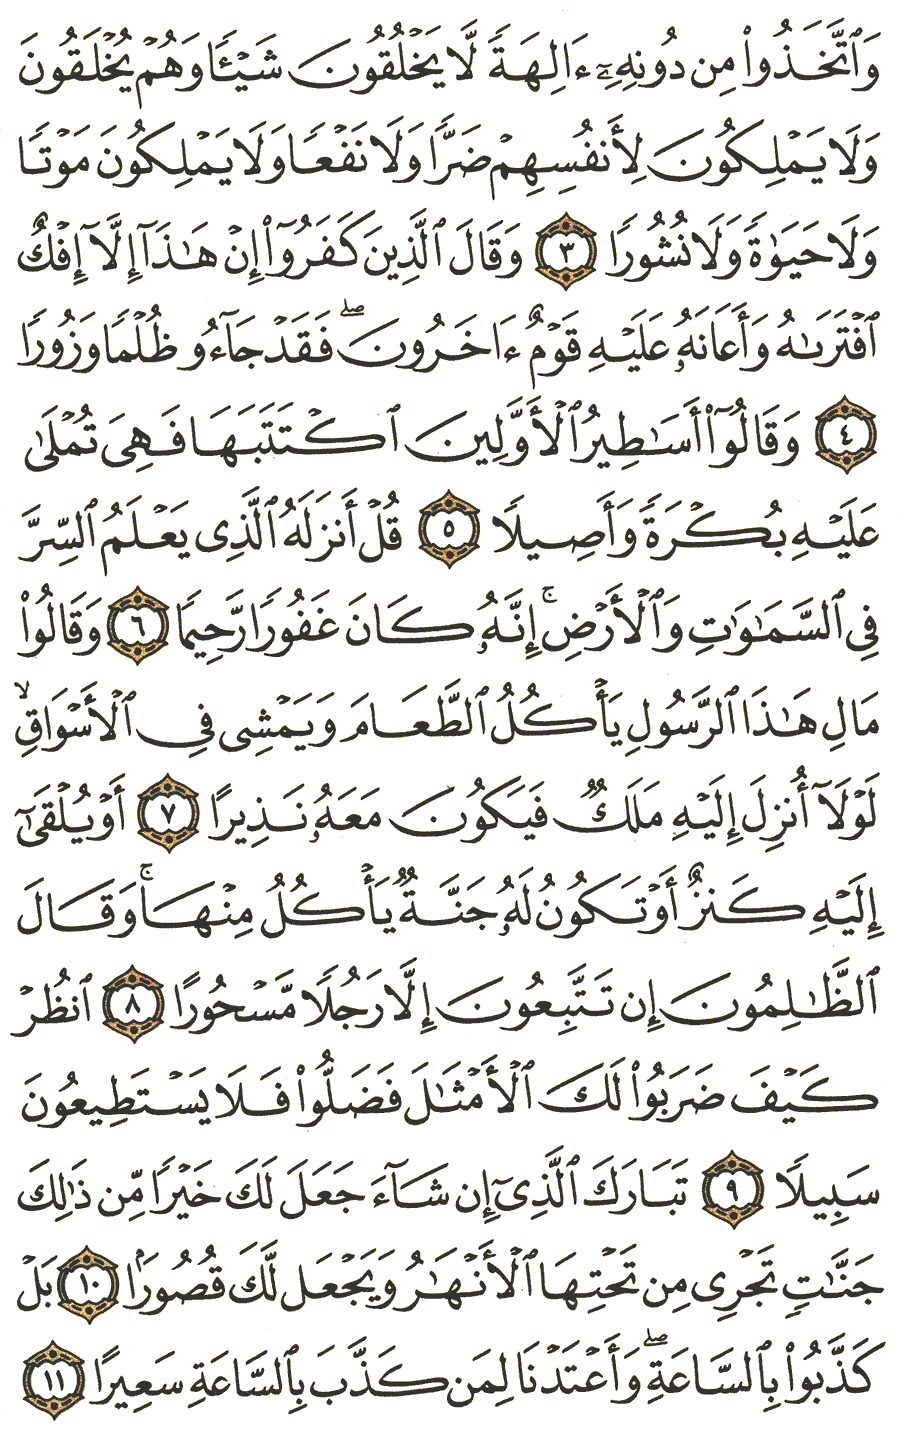 وَٱتَّخَذُوا۟ مِن دُونِهِۦٓ ءَالِهَةً لَّا يَخْلُقُونَ شَيْـًٔا وَهُمْ يُخْلَقُونَ
وَلَا يَمْلِكُونَ لِأَنفُسِهِمْ ضَرًّا وَلَا نَفْعًا وَلَا يَمْلِكُونَ مَوْتًا
وَلَا حَيَوٰةً وَلَا نُشُورًا ٣ وَقَالَ ٱلَّذِينَ كَفَرُوٓا۟ إِنْ هَـٰذَآ إِلَّآ إِفْكٌ
ٱفْتَرَىٰهُ وَأَعَانَهُۥ عَلَيْهِ قَوْمٌ ءَاخَرُونَ ۖ فَقَدْ جَآءُو ظُلْمًا وَزُورًا
٤ وَقَالُوٓا۟ أَسَـٰطِيرُ ٱلْأَوَّلِينَ ٱكْتَتَبَهَا فَهِىَ تُمْلَىٰ
عَلَيْهِ بُكْرَةً وَأَصِيلًا ٥ قُلْ أَنزَلَهُ ٱلَّذِى يَعْلَمُ ٱلسِّرَّ
فِى ٱلسَّمَـٰوَٰتِ وَٱلْأَرْضِ ۚ إِنَّهُۥ كَانَ غَفُورًا رَّحِيمًا ٦ وَقَالُوا۟
مَالِ هَـٰذَا ٱلرَّسُولِ يَأْكُلُ ٱلطَّعَامَ وَيَمْشِى فِى ٱلْأَسْوَاقِ ۙ
لَوْلَآ أُنزِلَ إِلَيْهِ مَلَكٌ فَيَكُونَ مَعَهُۥ نَذِيرًا ٧ أَوْ يُلْقَىٰٓ
إِلَيْهِ كَنزٌ أَوْ تَكُونُ لَهُۥ جَنَّةٌ يَأْكُلُ مِنْهَا ۚ وَقَالَ
ٱلظَّـٰلِمُونَ إِن تَتَّبِعُونَ إِلَّا رَجُلًا مَّسْحُورًا ٨ ٱنظُرْ
كَيْفَ ضَرَبُوا۟ لَكَ ٱلْأَمْثَـٰلَ فَضَلُّوا۟ فَلَا يَسْتَطِيعُونَ
سَبِيلًا ٩ تَبَارَكَ ٱلَّذِىٓ إِن شَآءَ جَعَلَ لَكَ خَيْرًا مِّن ذَٰلِكَ
جَنَّـٰتٍ تَجْرِى مِن تَحْتِهَا ٱلْأَنْهَـٰرُ وَيَجْعَل لَّكَ قُصُورًۢا ١٠ بَلْ
كَذَّبُوا۟ بِٱلسَّاعَةِ ۖ وَأَعْتَدْنَا لِمَن كَذَّبَ بِٱلسَّاعَةِ سَعِيرًا ١١